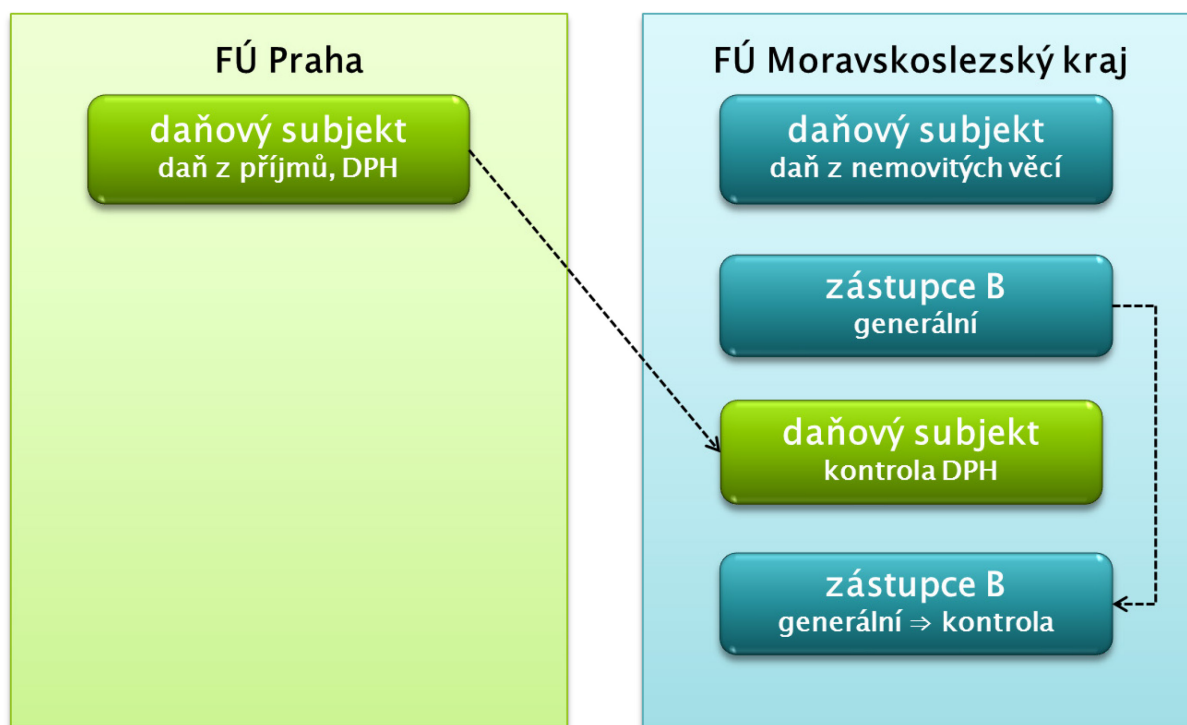 FÚ Praha
daňový subjekt
daň z příjmů, DPH
FÚ Moravskoslezský kraj
daňový subjekt
daň z nemovitých věcí
zástupce B
generální
daňový subjekt
kontrola DPH
zástupce B
generální ⇒ kontrola